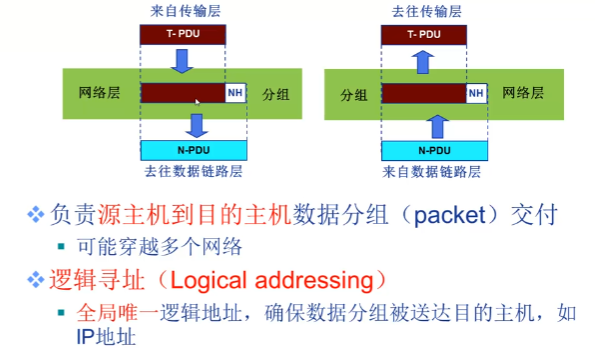 来自传输层
去往传输层
T- PDU
T- PDU
网络层
NH
分组
分组
NH
网络层
N-PDU
N-PDU
去往数据链路层
来自数据链路层
负责源主机到目的主机数据分组（packet）交付
可能穿越多个网络
逻辑寻址（Logical addressing）
全局唯一逻辑地址，确保数据分组被送达目的主机，如
IP地址